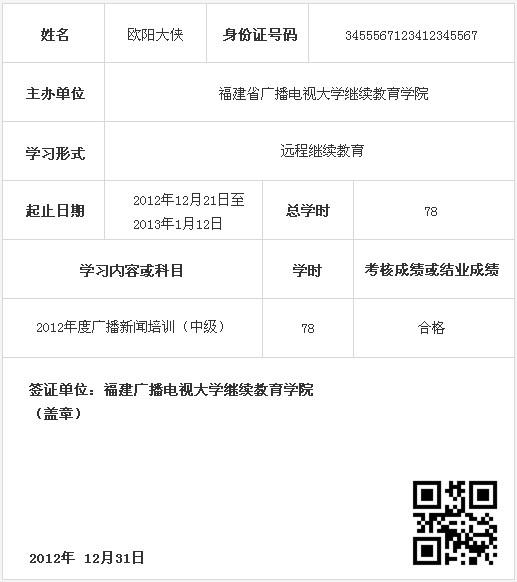 姓名 欧阳大侠 身份证号码 3455567123412345567
主办单位 福建省广播电视大学继续教育学院
学习形式 远程继续教育
起止日期 2012年12月21日至 总学时 78
2013年1月12日
学习内容或科目 学时 考核成绩或结业成绩
2012年度广播新闻培训（中级） 78 合格
签证单位：福建广播电视大学继续教育学院
（盖章）
2012年 12月31日